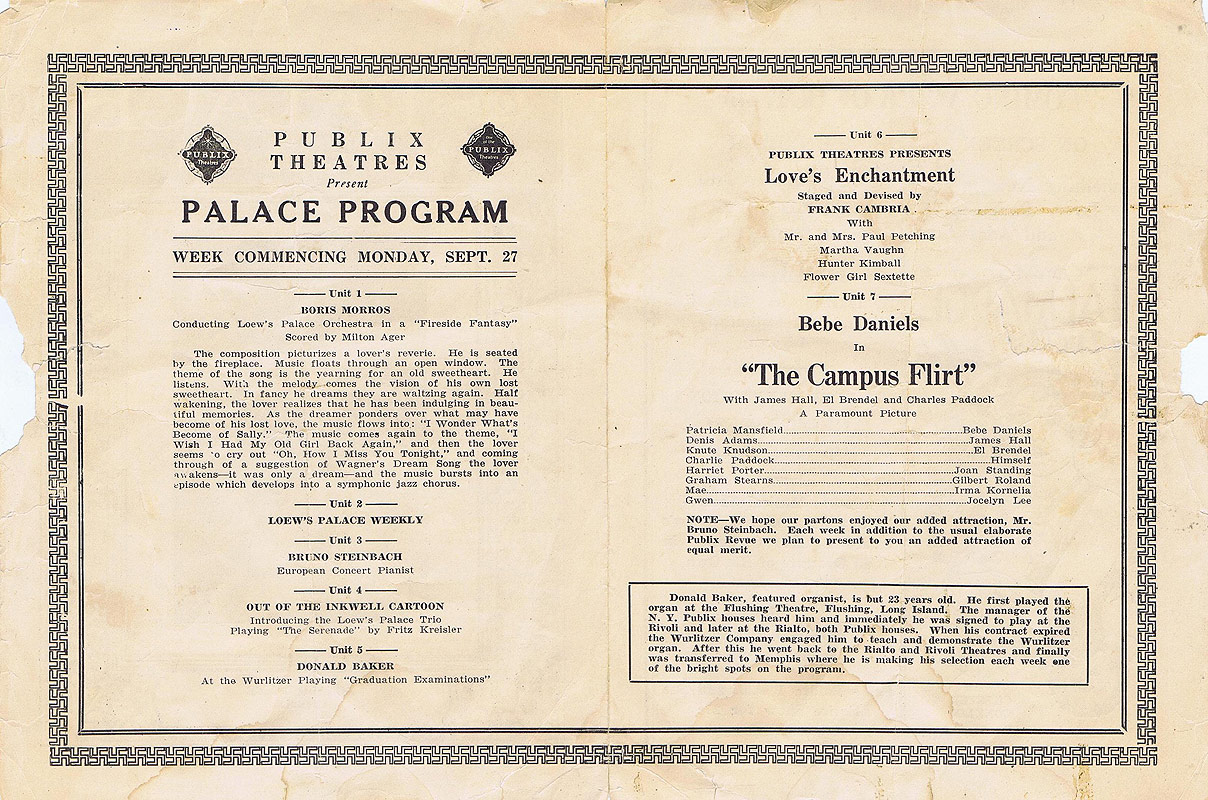 PUBLIX
Theatres
PUBLIX
THEATRES
One
of the
PUBLIX
Theatres
Present
PALACE PROGRAM
WEEK COMMENCING MONDAY, SEPT. 27
Unit 1
BORIS MORROS
Conducting Loew's Palace Orchestra in a "Fireside Fantasy"
Scored by Milton Ager
The composition picturizes a lover's reverie. He is seated
by the fireplace. Music floats through an open window. The
theme of the song is the yearning for an old sweetheart. He
listens. With the melody comes the vision of his own lost
sweetheart. In fancy he dreams they are waltzing again. Half
wakening, the lover realizes that he has been indulging in beau-
tiful memories. As the dreamer ponders over what may have
become of his lost love, the music flows into: "I Wonder What's
Become of Sally." The music comes again to the theme, "I
Wish I Had My Old Girl Back Again," and then the lover
seems to cry out "Oh, How I Miss You Tonight," and coming
through of a suggestion of Wagner's Dream Song the lover
awakens—it was only a dream—and the music bursts into an
episode which develops into a symphonic jazz chorus.
Unit 2
LOEW'S PALACE WEEKLY
Unit 3
BRUNO STEINBACH
European Concert Pianist
Unit 4
OUT OF THE INKWELL CARTOON
Introducing the Loew's Palace Trio
Playing "The Serenade" by Fritz Kreisler
Unit 5
DONALD BAKER
At the Wurlitzer Playing "Graduation Examinations"
Unit 6
PUBLIX THEATRES PRESENTS
Love's Enchantment
Staged and Devised by
FRANK CAMBRIA
With
Mr. and Mrs. Paul Petching
Martha Vaughn
Hunter Kimball
Flower Girl Sextette
Unit 7
Bebe Daniels
In
"The Campus Flirt"
With James Hall, El Brendel and Charles Paddock
A Paramount Picture
Patricia Mansfield........Bebe Daniels
Denis Adams........James Hall
Knute Knudson........El Brendel
Charlie Paddock........Himself
Harriet Porter........Joan Standing
Graham Stearns........Gilbert Roland
Mae........Irma Kornelia
Gwen........Jocelyn Lee
NOTE—We hope our partons enjoyed our added attraction, Mr.
Bruno Steinbach. Each week in addition to the usual elaborate
Publix Revue we plan to present to you an added attraction of
equal merit.
Donald Baker, featured organist, is but 23 years old. He first played the
organ at the Flushing Theatre, Flushing, Long Island. The manager of the
N. Y. Publix houses heard him and immediately he was signed to play at the
Rivoli and later at the Rialto, both Publix houses. When his contract expired
the Wurlitzer Company engaged him to teach and demonstrate the Wurlitzer
organ. After this he went back to the Rialto and Rivoli Theatres and finally
was transferred to Memphis where he is making his selection each week one
of the bright spots on the program.